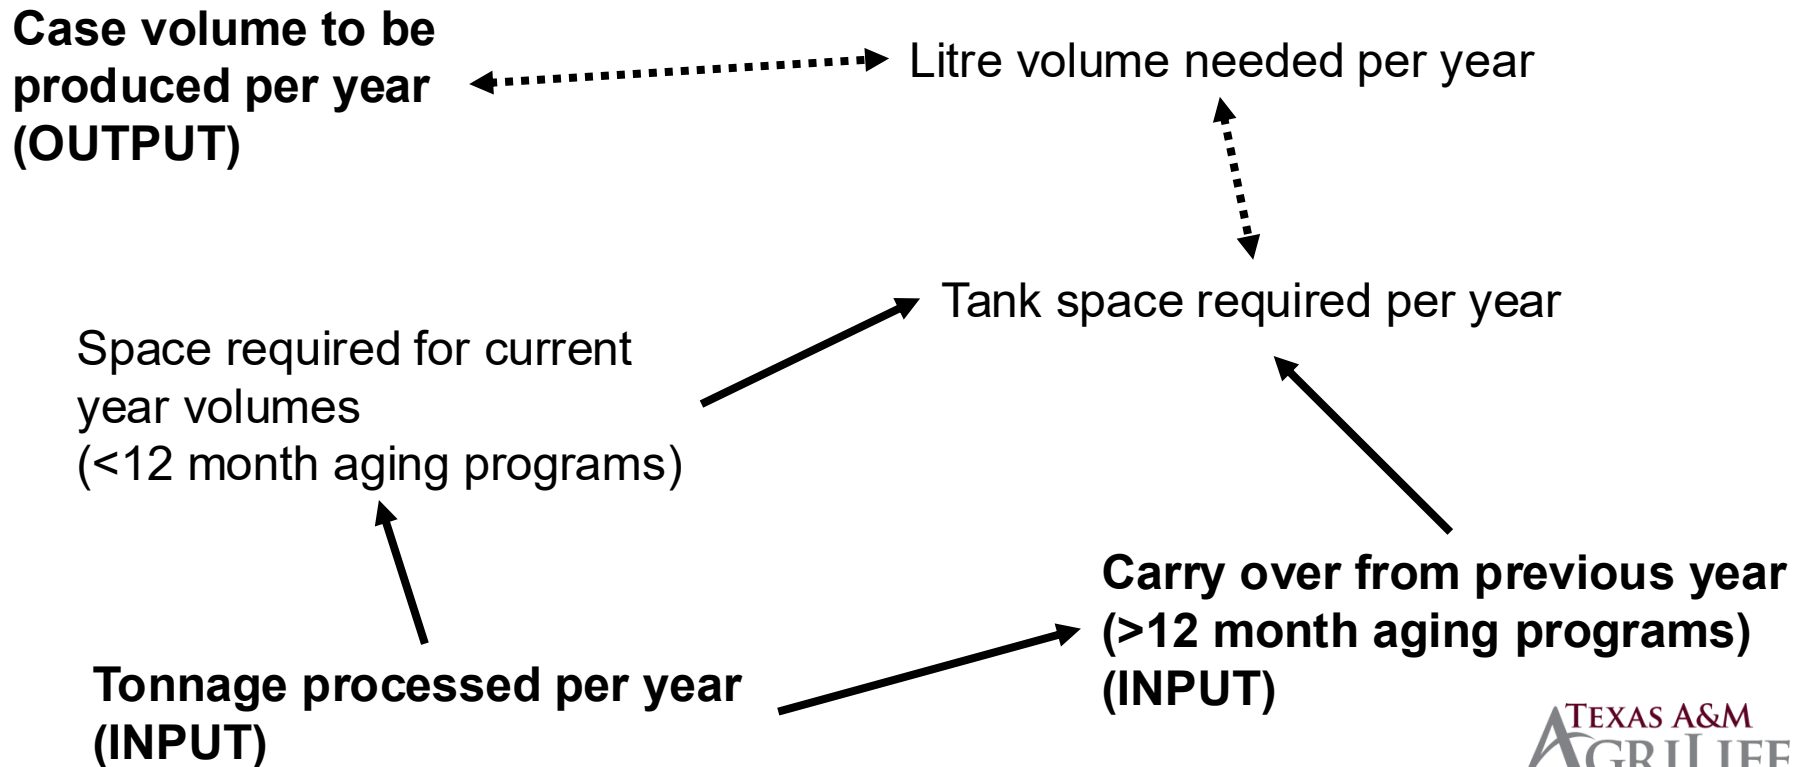 Case volume to be
produced per year
(OUTPUT)
Litre volume needed per year
Tank space required per year
Space required for current
year volumes
(<12 month aging programs)
Carry over from previous year
(>12 month aging programs)
(INPUT)
Tonnage processed per year
(INPUT)
TEXAS A&M
AGRILIFE